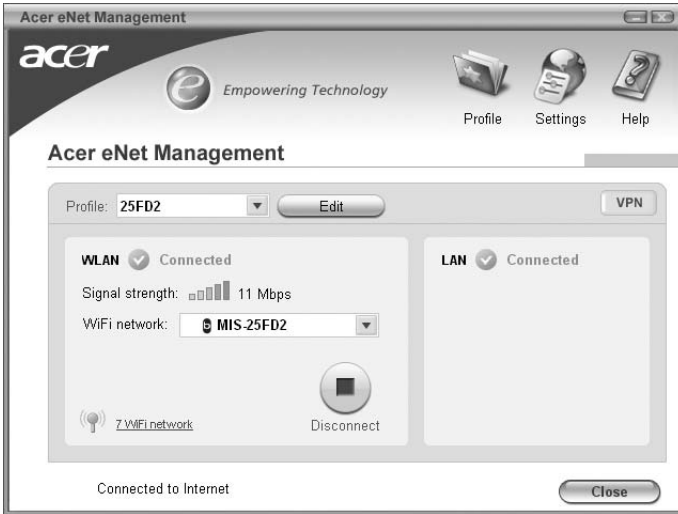 Acer eNet Management
acer
e Empowering Technology
Profile Settings Help
Acer eNet Management
Profile: 25FD2 Edit VPN
WLAN Connected
Signal strength: 11 Mbps
WiFi network: b MIS-25FD2
7 WiFi network
Disconnect
LAN Connected
Connected to Internet
Close